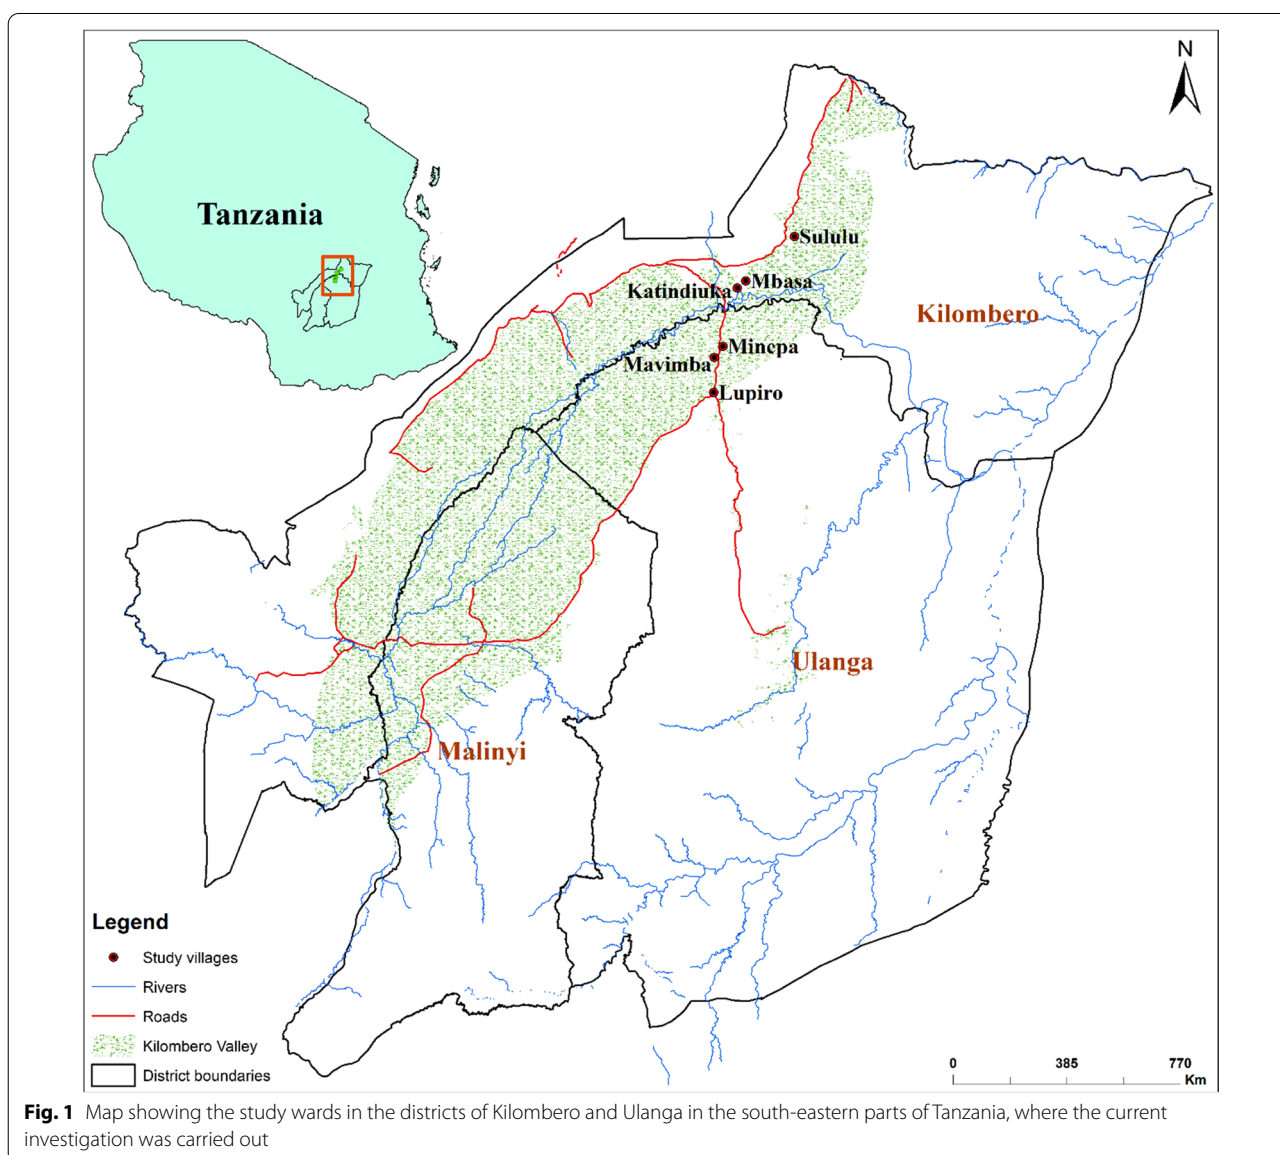 N
Tanzania
Sululu
Mbasa
Katindiuka
Kilombero
Mincpa
Mavimba
Lupiro
Ulanga
Malinyi
Legend
Study villages
Rivers
Roads
Kilombero Valley
District boundaries
0 385 770
Km
Fig. 1 Map showing the study wards in the districts of Kilombero and Ulanga in the south-eastern parts of Tanzania, where the current
investigation was carried out